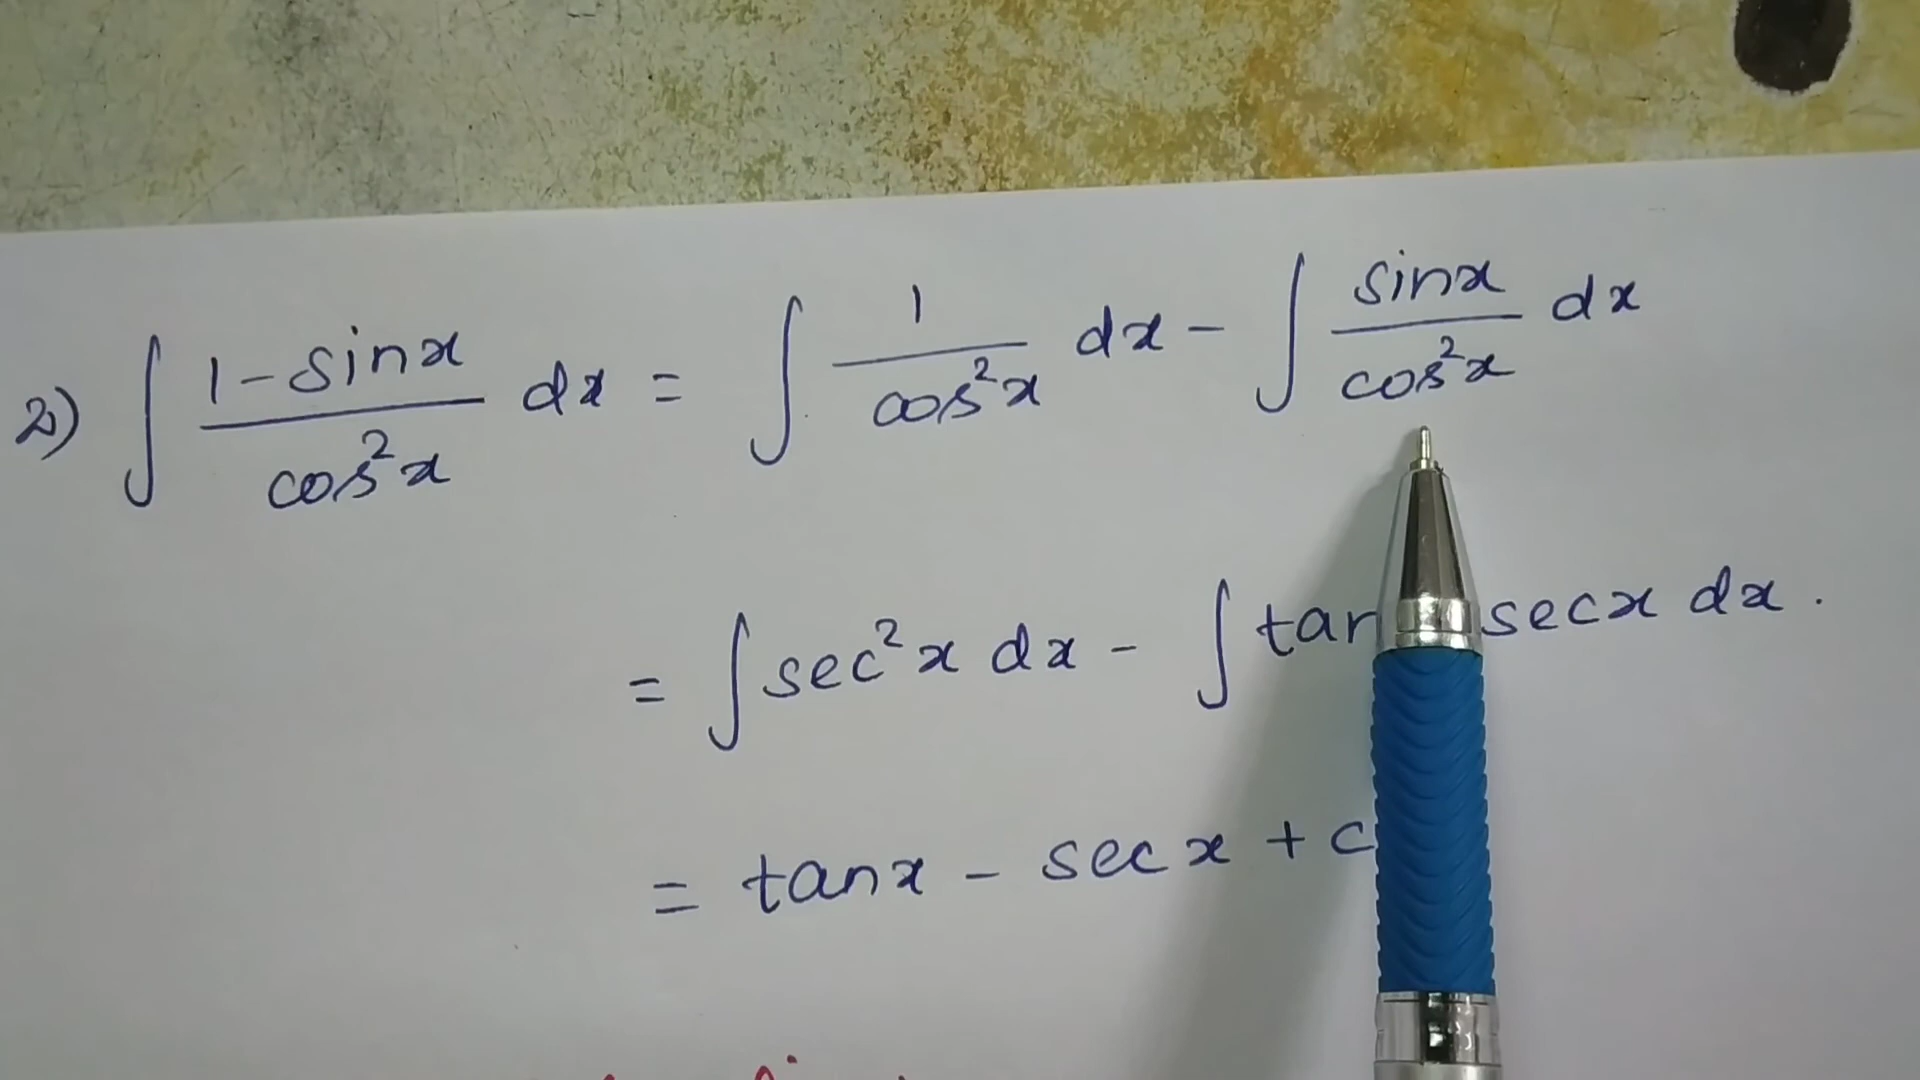 2) ∫ 1-sinx/cos²x dx = ∫ 1/cos²x dx - ∫ sinx/cos²x dx
= ∫ sec²x dx - ∫ tan secx dx.
= tanx - secx + c